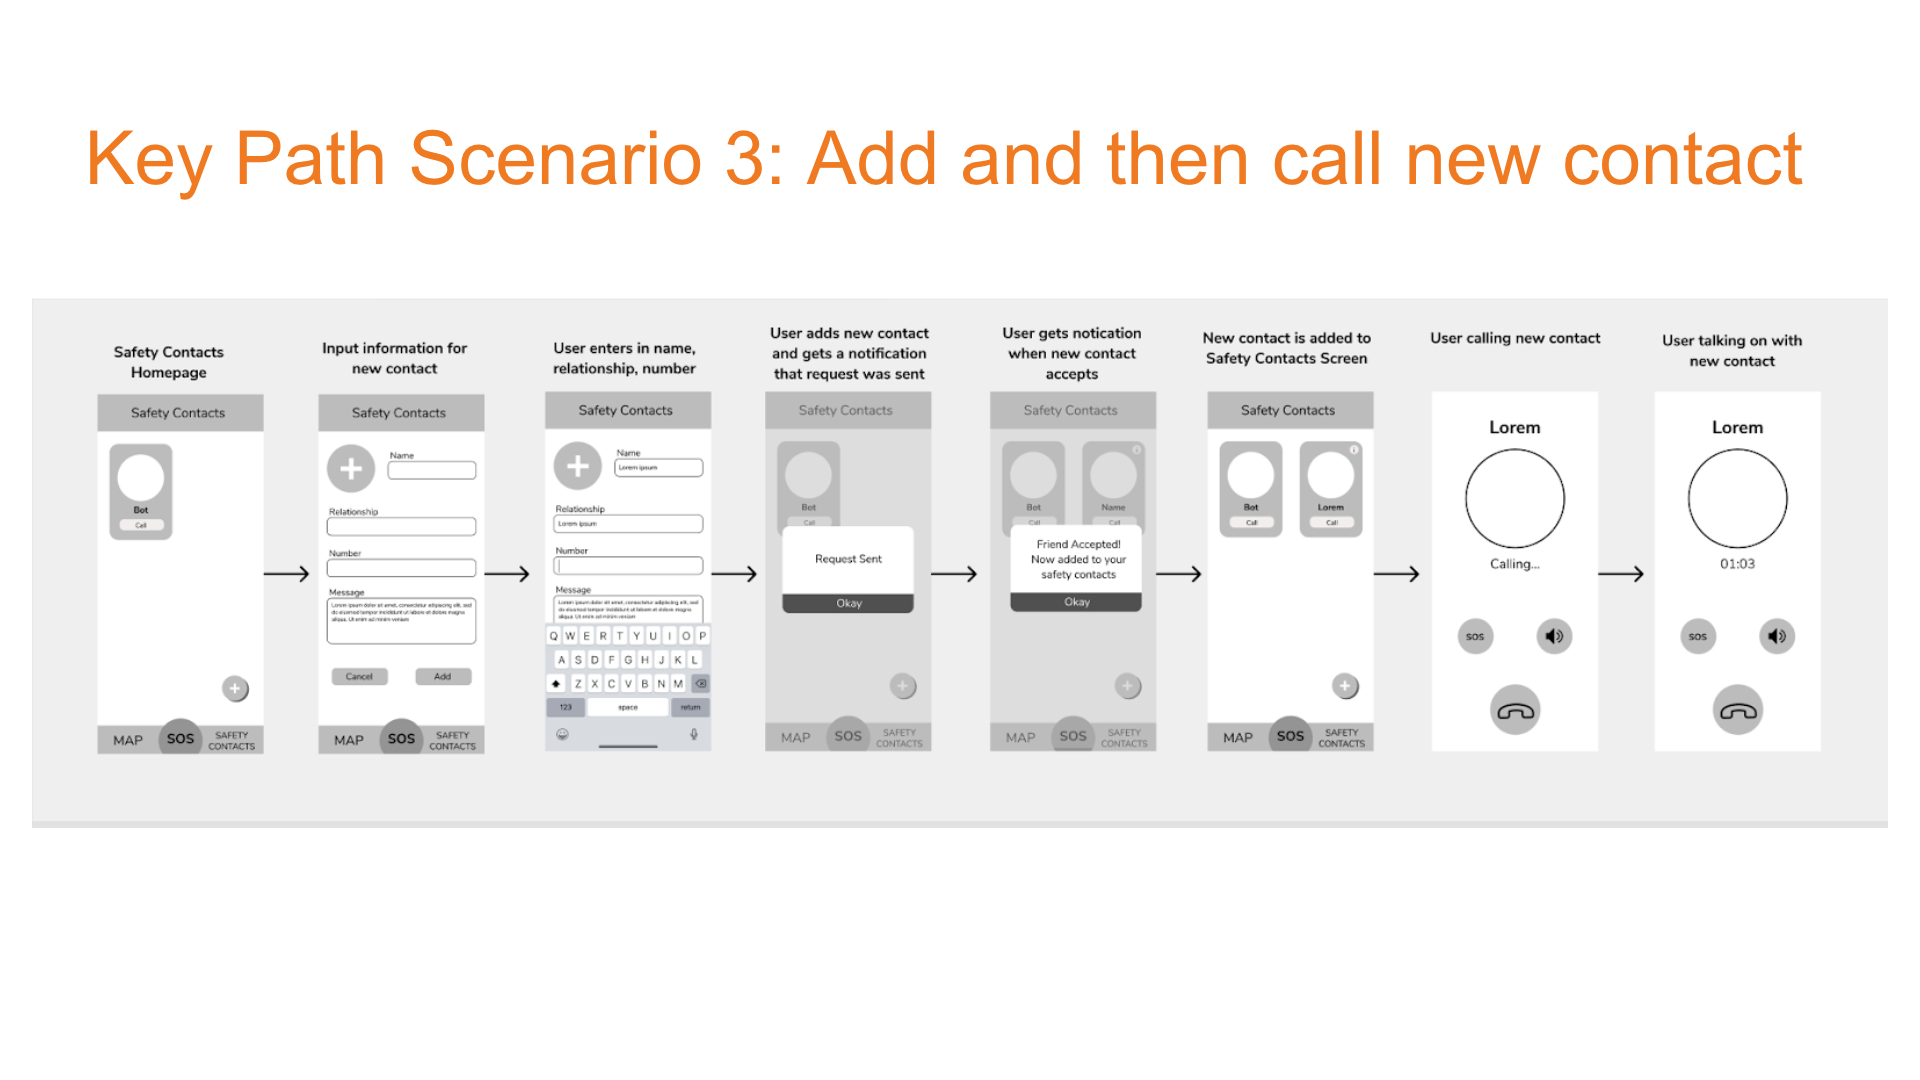 Key Path Scenario 3: Add and then call new contact
Safety Contacts
Homepage
Safety Contacts
Bot
Call
MAP
SOS
SAFETY
CONTACTS
Input information for
new contact
Safety Contacts
Name
Relationship
Number
Message
Lorem ipsum dolor sit amet, consectetur adipiscing elit, sed
do eiusmod tempor incididunt ut labore et dolore magna
aliqua. Ut enim ad minim veniam
Cancel
Add
MAP
SOS
SAFETY
CONTACTS
User enters in name,
relationship, number
Safety Contacts
Name
Lorem ipsum
Relationship
Lorem ipsum
Number
Message
Lorem ipsum dolor sit amet, consectetur adipiscing elit, sed
do eiusmod tempor incididunt ut labore et dolore magna
aliqua. Ut enim ad minim veniam
Q W E R T Y U I O P
A S D F G H J K L
Z X C V B N M
123 space return
User adds new contact
and gets a notification
that request was sent
Safety Contacts
Bot
Call
Request Sent
Okay
MAP
SOS
SAFETY
CONTACTS
User gets notication
when new contact
accepts
Safety Contacts
Bot
Name
Call
Call
Friend Accepted!
Now added to your
safety contacts
Okay
MAP
SOS
SAFETY
CONTACTS
New contact is added to
Safety Contacts Screen
Safety Contacts
Bot
Lorem
Call
Call
MAP
SOS
SAFETY
CONTACTS
User calling new contact
Lorem
Calling...
SOS
User talking on with
new contact
Lorem
01:03
SOS